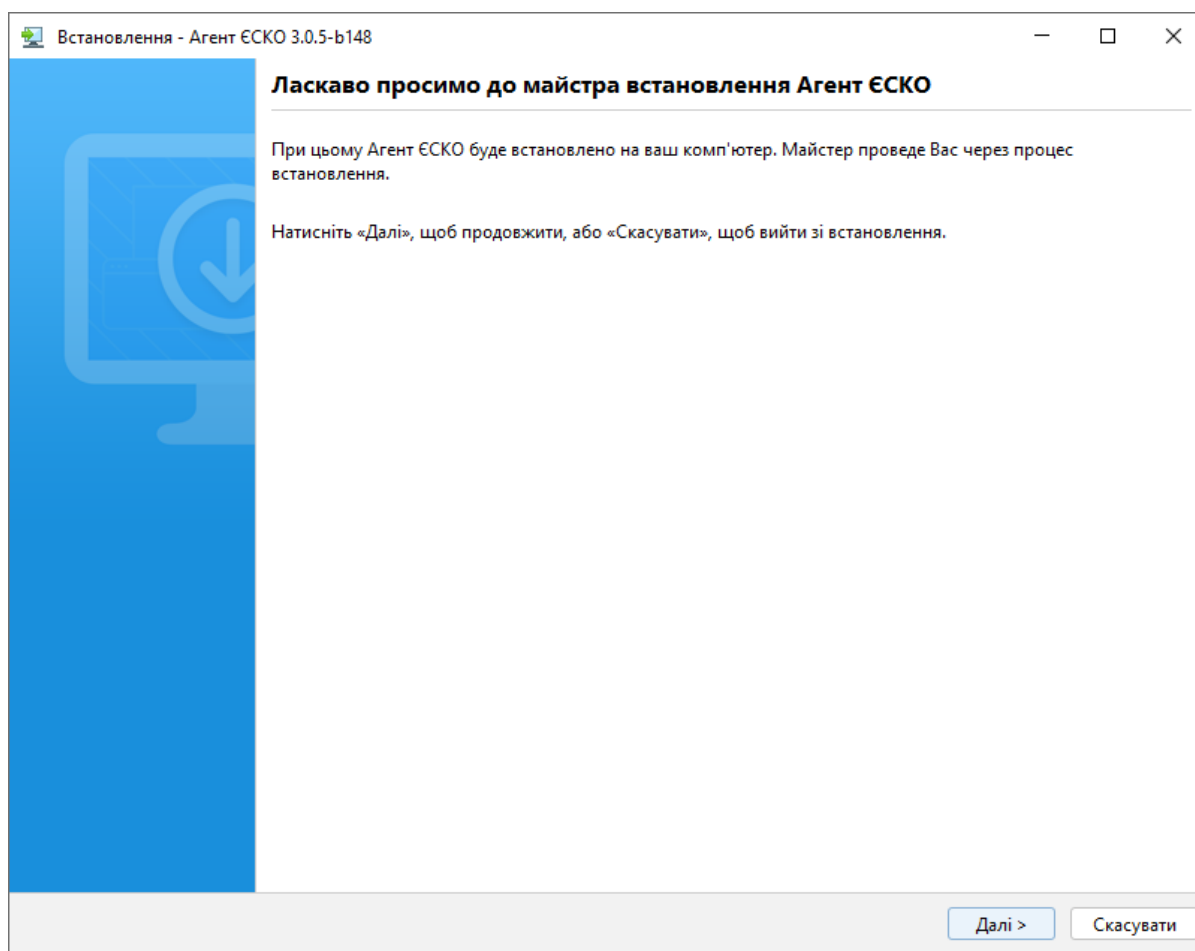 Встановлення - Агент ЄСКО 3.0.5-b148
Ласкаво просимо до майстра встановлення Агент ЄСКО
При цьому Агент ЄСКО буде встановлено на ваш комп'ютер. Майстер проведе Вас через процес
встановлення.
Натисніть «Далі», щоб продовжити, або «Скасувати», щоб вийти зі встановлення.
Далі >
Скасувати